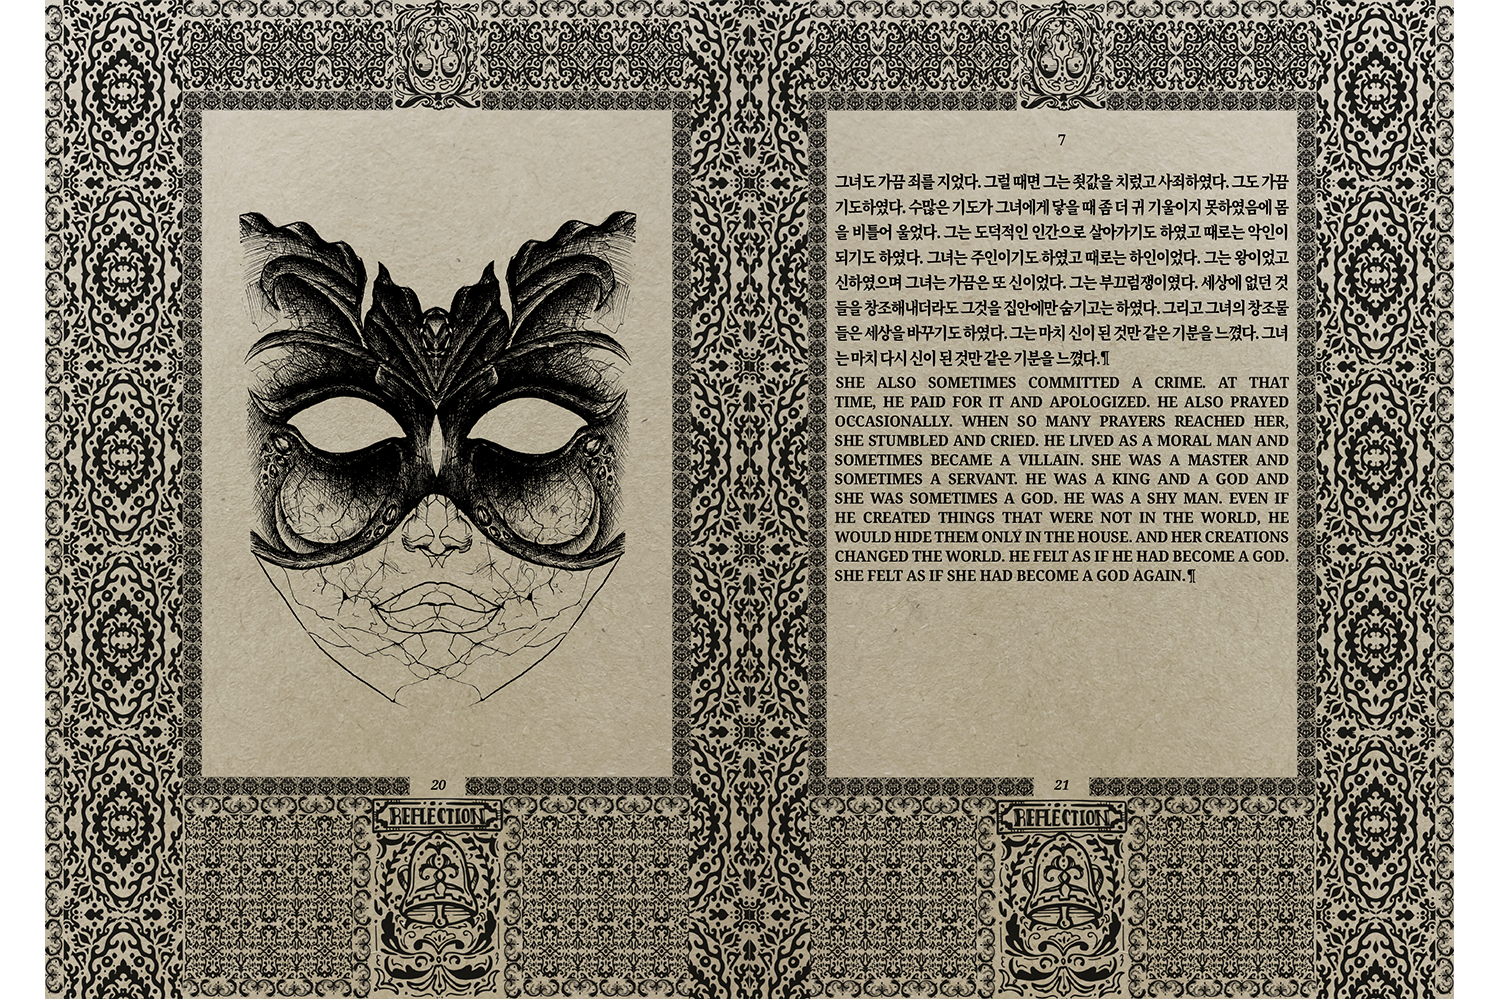 20
REFLECTION
7
그녀도 가끔 죄를 지었다. 그럴 때면 그는 죗값을 치렀고 사죄하였다. 그도 가끔
기도하였다. 수많은 기도가 그녀에게 닿을 때 좀 더 귀 기울이지 못하였음에 몸
을 비틀어 울었다. 그는 도덕적인 인간으로 살아가기도 하였고 때로는 악인이
되기도 하였다. 그녀는 주인이기도 하였고 때로는 하인이었다. 그는 왕이었고
신하였으며 그녀는 가끔은 또 신이었다. 그는 부끄럼쟁이였다. 세상에 없던 것
들을 창조해내더라도 그것을 집안에만 숨기고는 하였다. 그리고 그녀의 창조물
들은 세상을 바꾸기도 하였다. 그는 마치 신이 된 것만 같은 기분을 느꼈다. 그녀
는 마치 다시 신이 된 것만 같은 기분을 느꼈다.¶
SHE ALSO SOMETIMES COMMITTED A CRIME. AT THAT
TIME, HE PAID FOR IT AND APOLOGIZED. HE ALSO PRAYED
OCCASIONALLY. WHEN SO MANY PRAYERS REACHED HER,
SHE STUMBLED AND CRIED. HE LIVED AS A MORAL MAN AND
SOMETIMES BECAME A VILLAIN. SHE WAS A MASTER AND
SOMETIMES A SERVANT. HE WAS A KING AND A GOD AND
SHE WAS SOMETIMES A GOD. HE WAS A SHY MAN. EVEN IF
HE CREATED THINGS THAT WERE NOT IN THE WORLD, HE
WOULD HIDE THEM ONLY IN THE HOUSE. AND HER CREATIONS
CHANGED THE WORLD. HE FELT AS IF HE HAD BECOME A GOD.
SHE FELT AS IF SHE HAD BECOME A GOD AGAIN.¶
21
REFLECTION